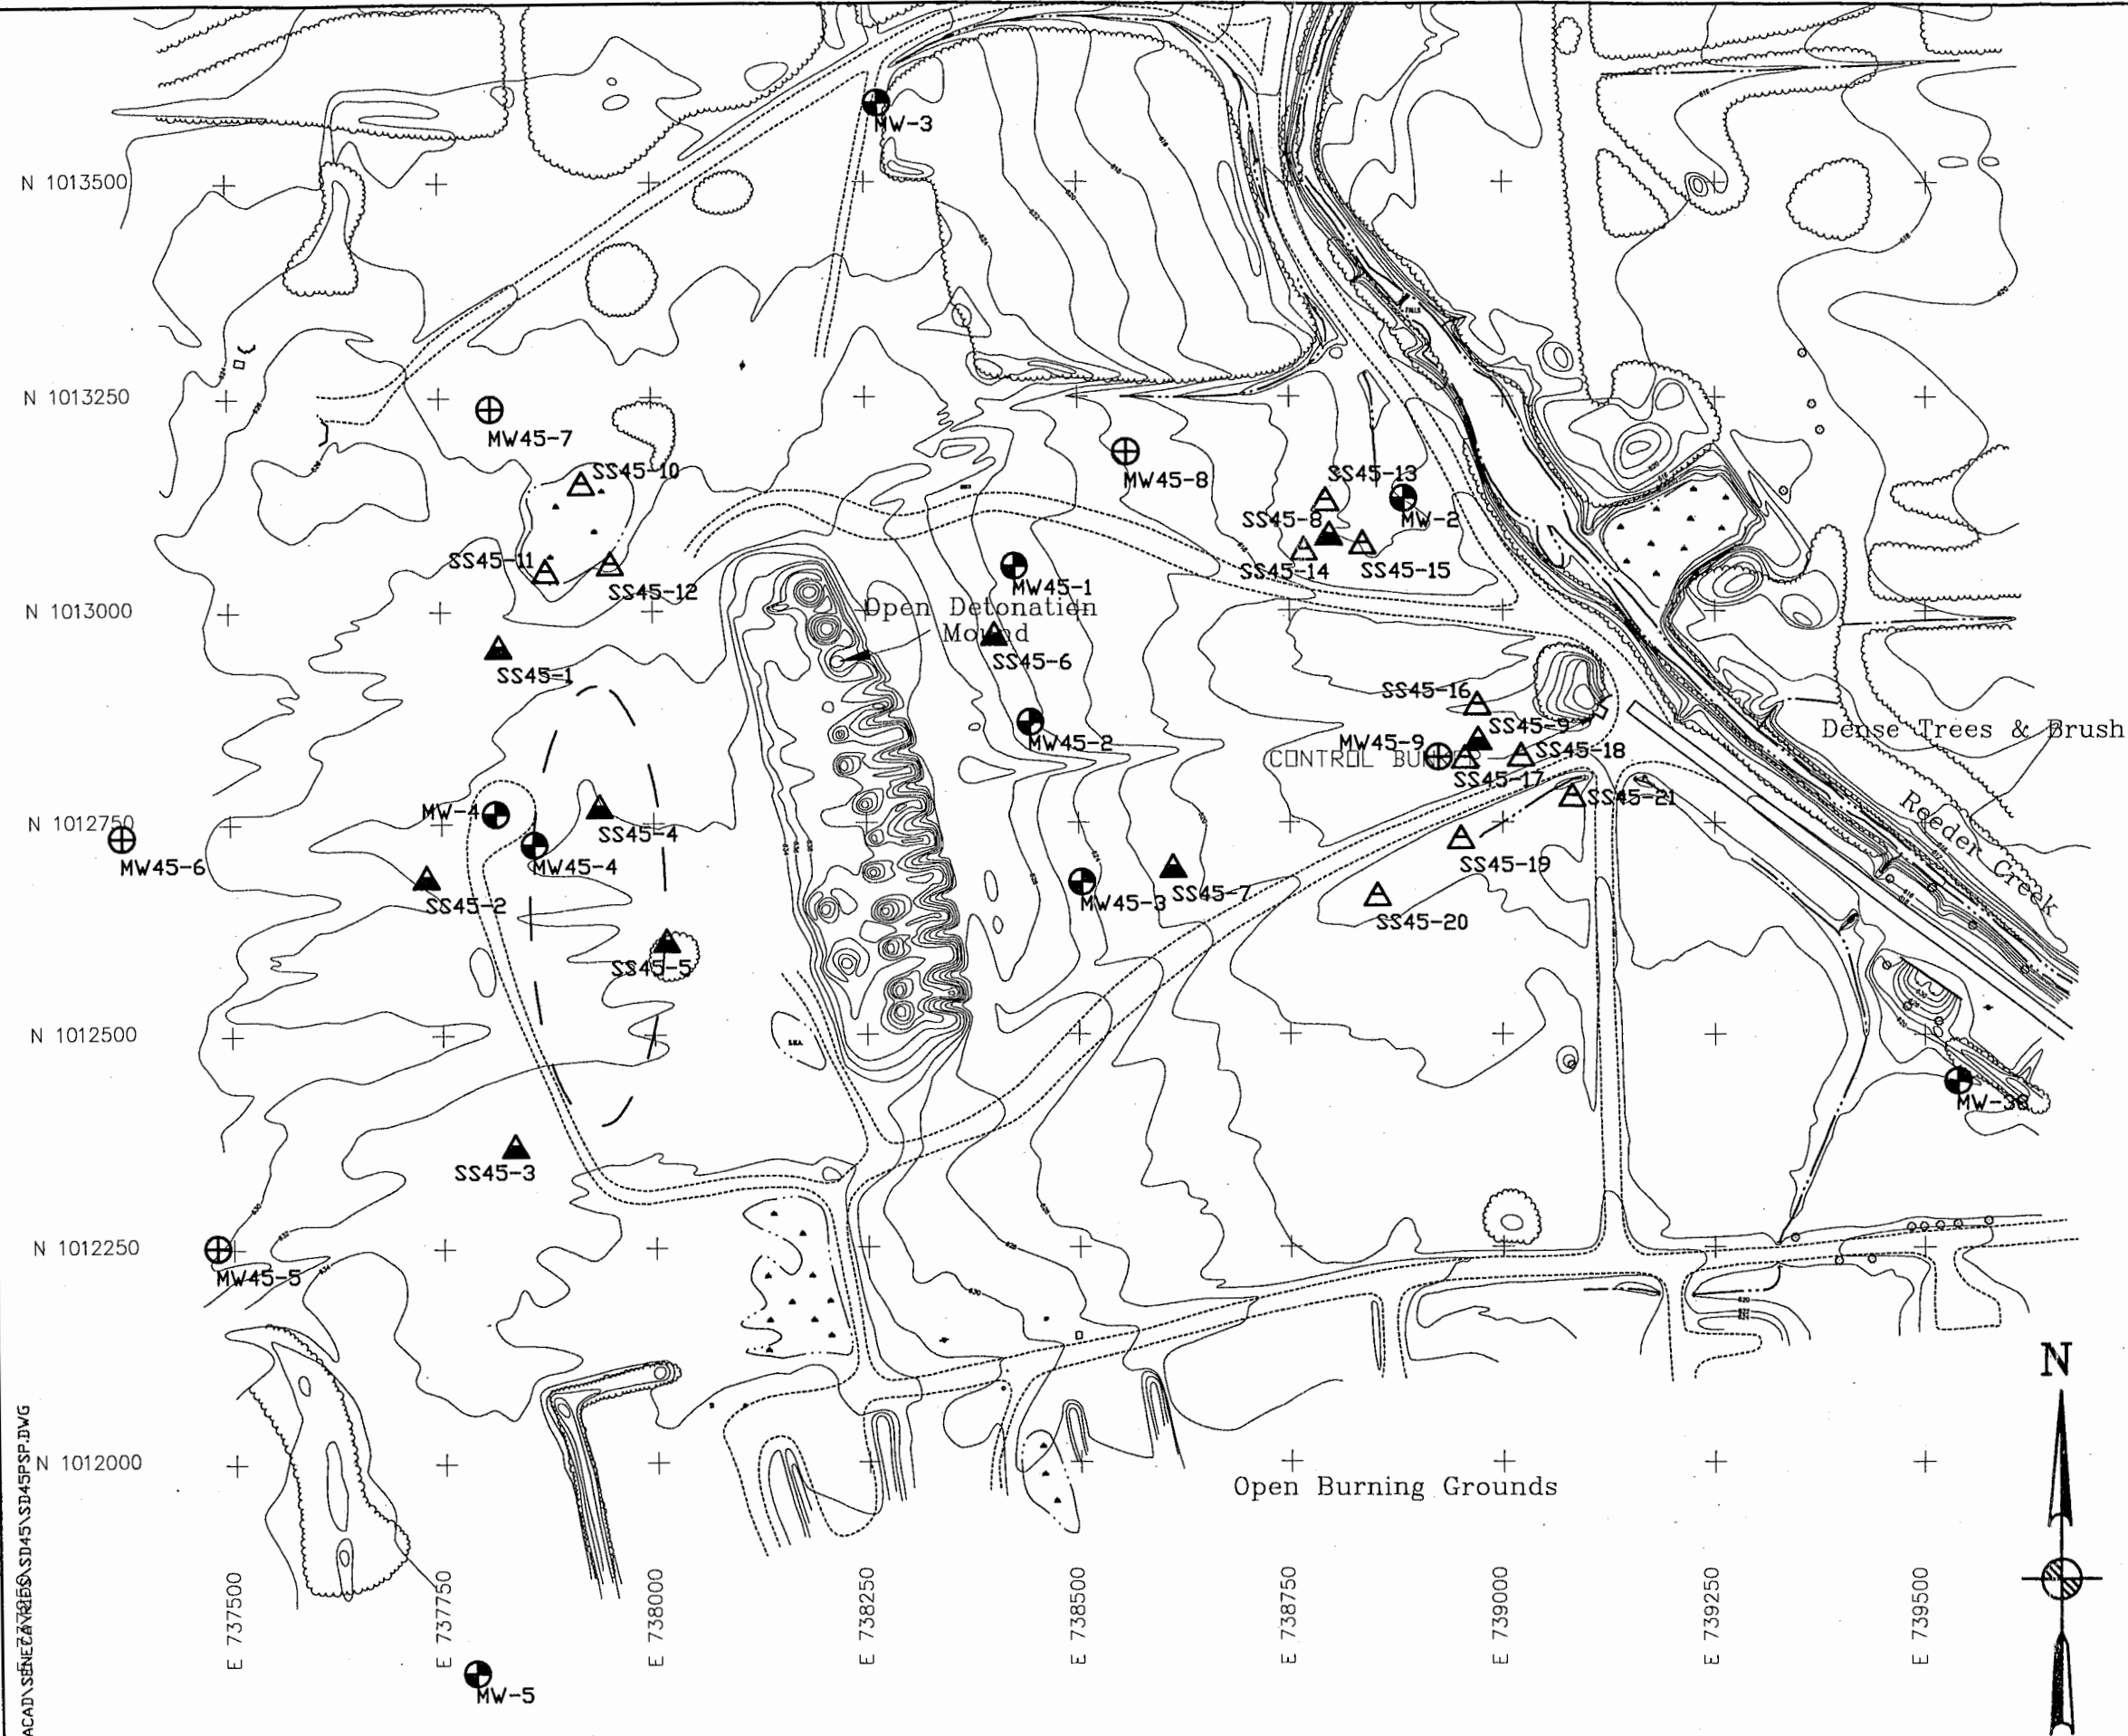 MW-3
N 1013500
FALLS
N 1013250
MW45-7
MW45-8
SS45-10
SS45-13
SS45-8
MW-2
SS45-11
SS45-12
SS45-14
SS45-15
MW45-1
N 1013000
Open Detonation
Mound
SS45-6
SS45-1
SS45-16
SS45-9
MW45-2
MW45-9
SS45-18
CONTROL BU
SS45-17
Dense Trees & Brush
SS45-21
MW-4
N 1012750
SS45-4
MW45-6
MW45-4
SS45-2
MW45-3
SS45-7
SS45-19
SS45-20
Reeder Creek
SS45-5
N 1012500
SS45-3
N 1012250
MW45-5
N 1012000
Open Burning Grounds
N
E 737500
E 737750
E 738000
E 738250
E 738500
E 738750
E 739000
E 739250
E 739500
MW-5